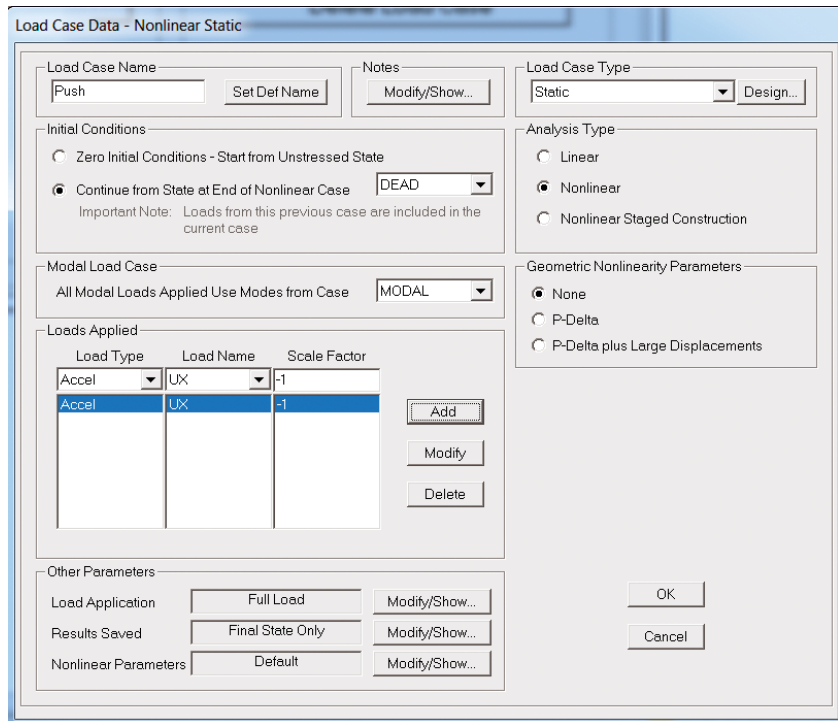 Delete Load Case
Load Case Data - Nonlinear Static
Load Case Name
Push
Set Def Name
Notes
Modify/Show...
Load Case Type
Static
Design...
Initial Conditions
Zero Initial Conditions - Start from Unstressed State
Continue from State at End of Nonlinear Case
DEAD
Important Note: Loads from this previous case are included in the
current case
Analysis Type
Linear
Nonlinear
Nonlinear Staged Construction
Modal Load Case
All Modal Loads Applied Use Modes from Case
MODAL
Geometric Nonlinearity Parameters
None
P-Delta
P-Delta plus Large Displacements
Loads Applied
Load Type Load Name Scale Factor
Accel UX -1
Accel UX -1
Add
Modify
Delete
Other Parameters
Load Application Full Load Modify/Show...
Results Saved Final State Only Modify/Show...
Nonlinear Parameters Default Modify/Show...
OK
Cancel